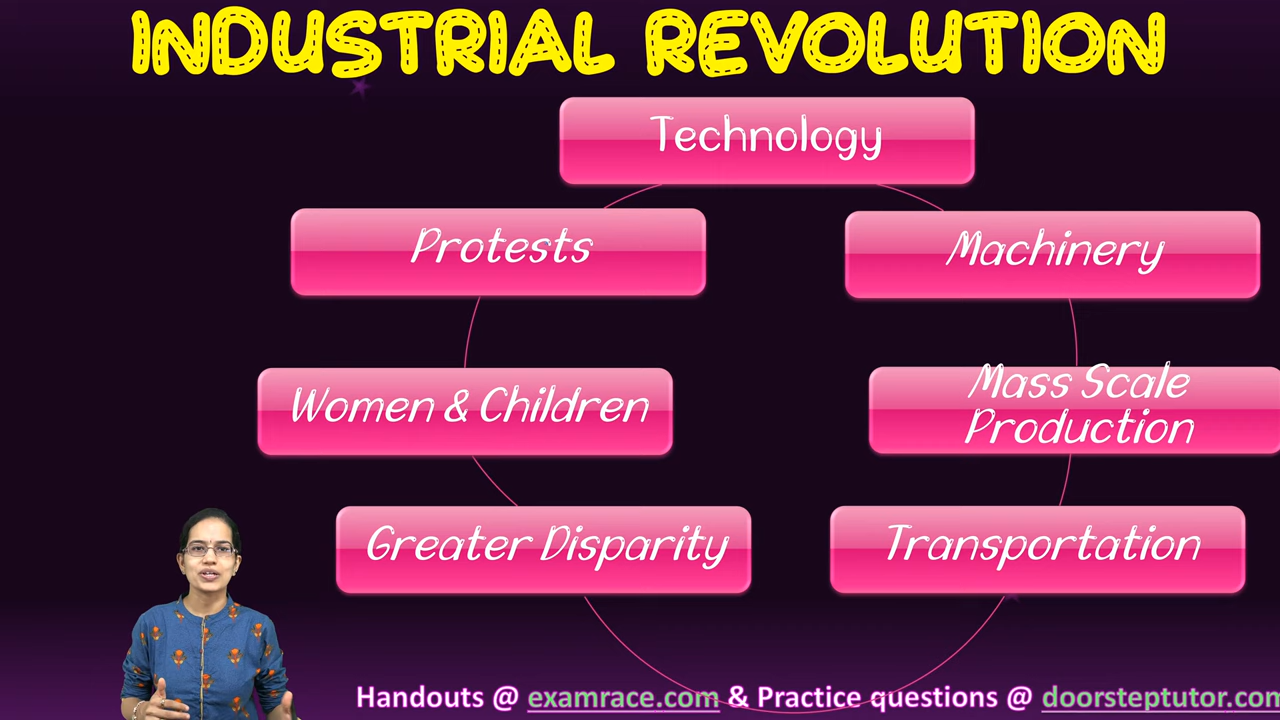 INDUSTRIAL REVOLUTION
Technology
Protests
Machinery
Women & Children
Mass Scale
Production
Greater Disparity
Transportation
Handouts @ examrace.com & Practice questions @ doorsteptutor.com